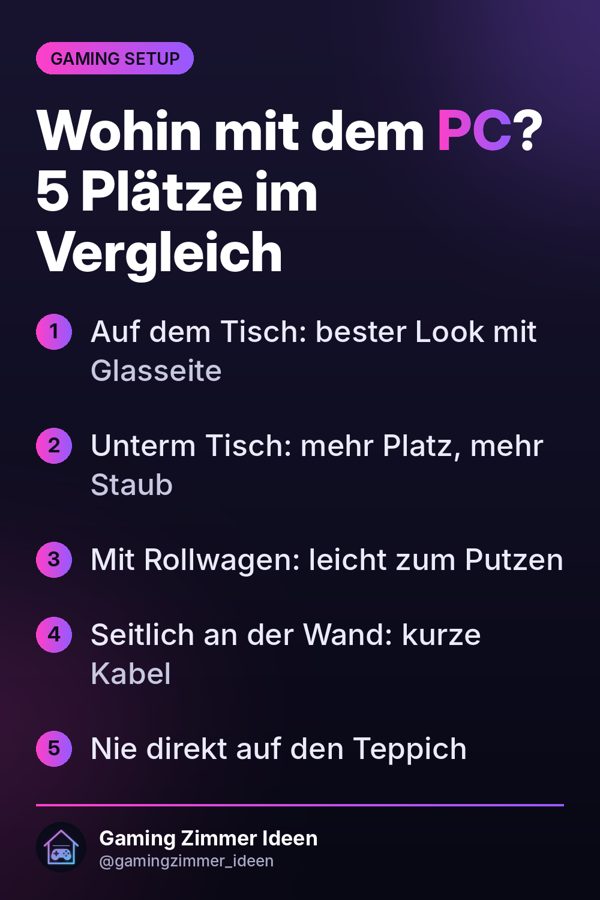 GAMING SETUP
Wohin mit dem PC?
5 Plätze im
Vergleich
1 Auf dem Tisch: bester Look mit
Glasseite
2 Unterm Tisch: mehr Platz, mehr
Staub
3 Mit Rollwagen: leicht zum Putzen
4 Seitlich an der Wand: kurze
Kabel
5 Nie direkt auf den Teppich
Gaming Zimmer Ideen
@gamingzimmer_ideen